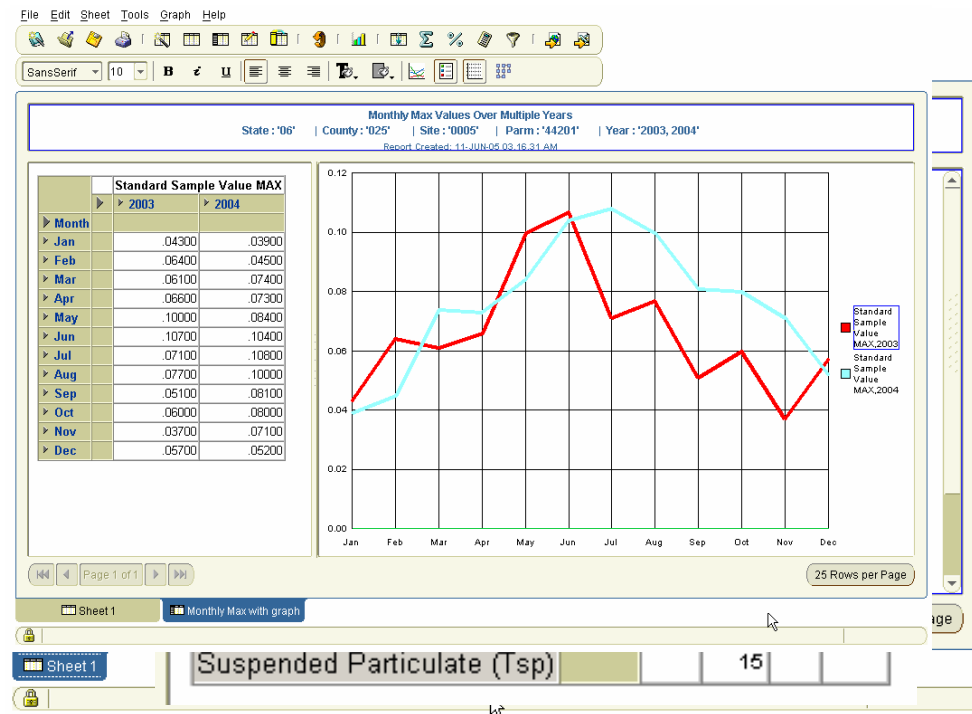 File Edit Sheet Tools Graph Help
SansSerif 10 B i U
Monthly Max Values Over Multiple Years
State : '06' | County : '025' | Site : '0005' | Parm : '44201' | Year : '2003, 2004'
Report Created: 11-JUN-05 03.16.31 AM
Standard Sample Value MAX
2003 2004
Month
Jan .04300 .03900
Feb .06400 .04500
Mar .06100 .07400
Apr .06600 .07300
May .10000 .08400
Jun .10700 .10400
Jul .07100 .10800
Aug .07700 .10000
Sep .05100 .08100
Oct .06000 .08000
Nov .03700 .07100
Dec .05700 .05200
0.12
0.10
0.08
0.06
0.04
0.02
0.00
Jan Feb Mar Apr May Jun Jul Aug Sep Oct Nov Dec
Standard
Sample
Value
MAX,2003
Standard
Sample
Value
MAX,2004
Page 1 of 1
25 Rows per Page
Sheet 1 Monthly Max with graph
age
Sheet 1
Suspended Particulate (Tsp) 15